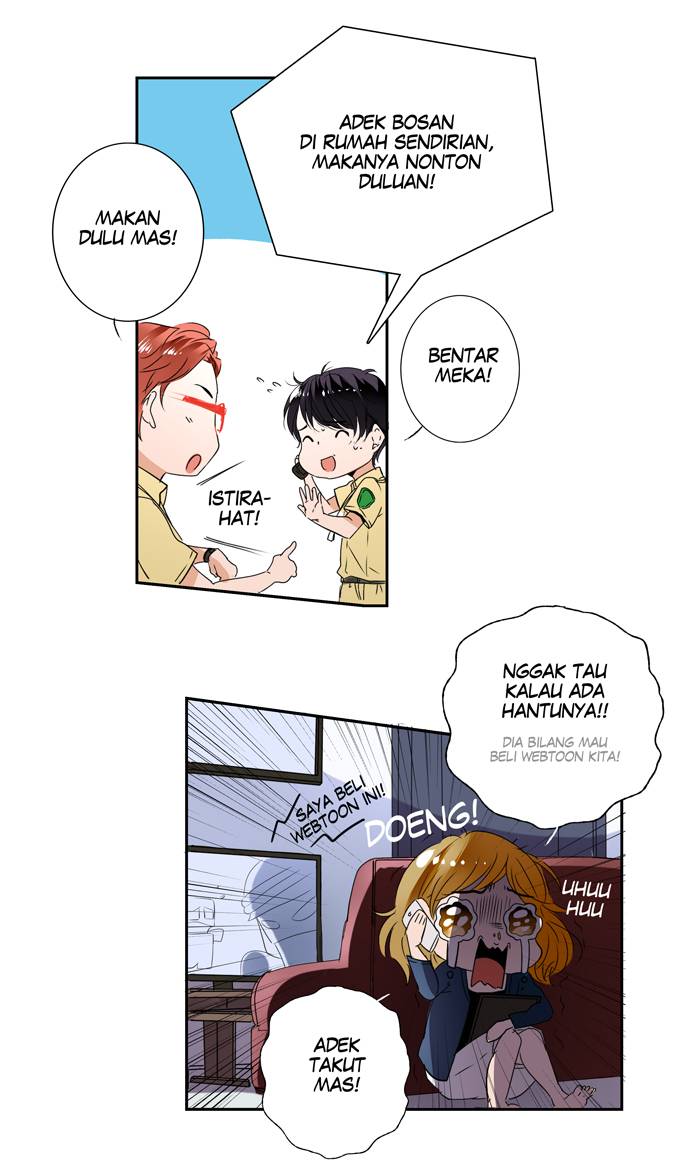 ADEK BOSAN
DI RUMAH SENDIRIAN,
MAKANYA NONTON
DULUAN!
MAKAN
DULU MAS!
BENTAR
MEKA!
ISTIRA-
HAT!
NGGAK TAU
KALAU ADA
HANTUNYA!!
DIA BILANG MAU
BELI WEBTOON KITA!
SAYA BELI
WEBTOON INI!
DOENG!
UHUU
HUU
ADEK
TAKUT
MAS!